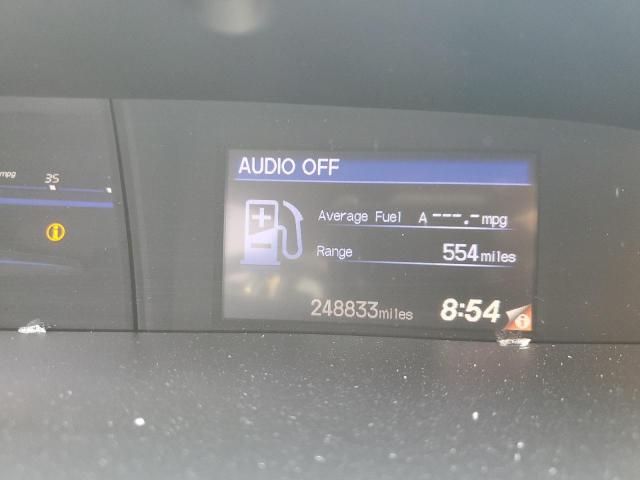 mpg 35
AUDIO OFF
Average Fuel A ---.- mpg
Range 554 miles
248833 miles 8:54